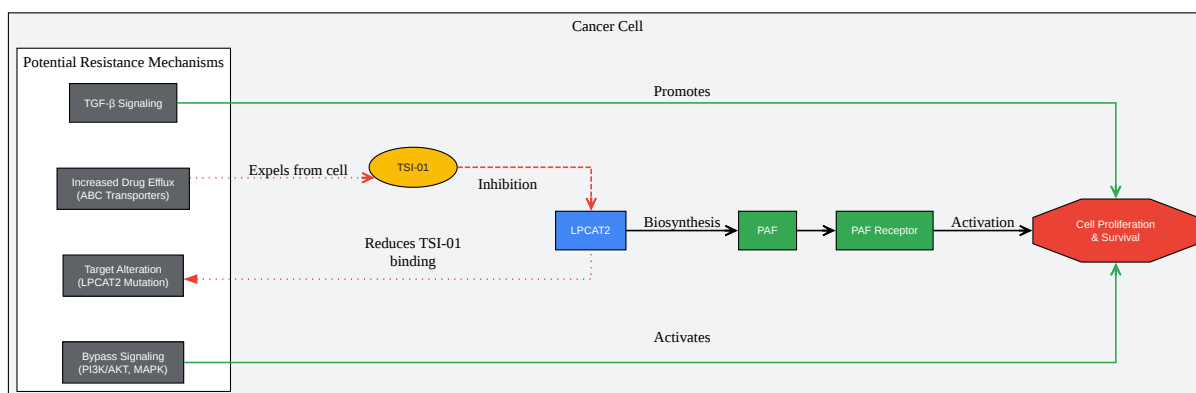 Cancer Cell
Potential Resistance Mechanisms
TGF-β Signaling
Promotes
Increased Drug Efflux
(ABC Transporters)
Expels from cell
TSI-01
Inhibition
LPCAT2
Biosynthesis
PAF
PAF Receptor
Activation
Cell Proliferation
& Survival
Reduces TSI-01
binding
Target Alteration
(LPCAT2 Mutation)
Bypass Signaling
(PI3K/AKT, MAPK)
Activates